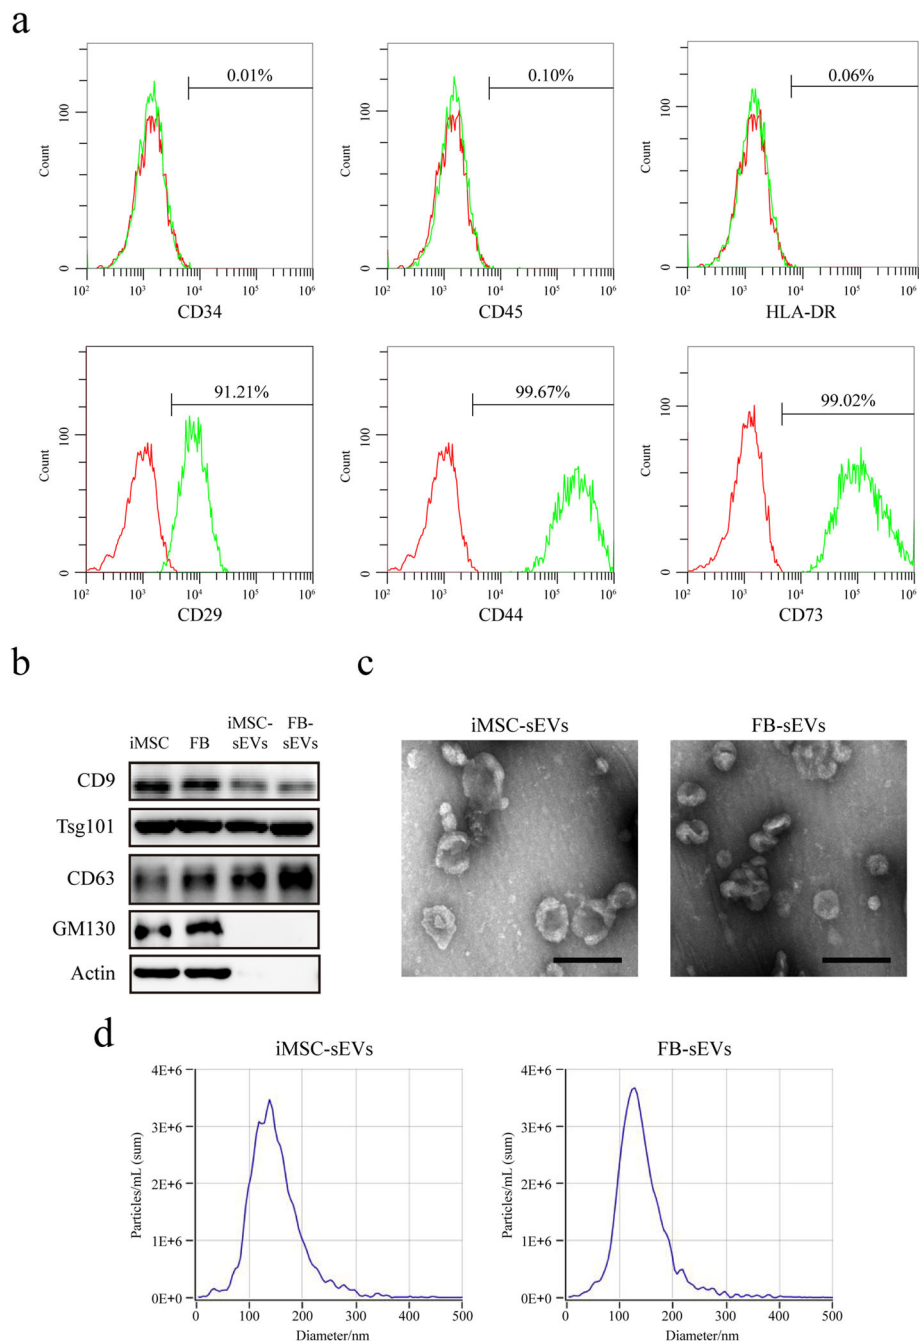 a
0.01%
100
Count
0
10² 10³ 10⁴ 10⁵ 10⁶
CD34
0.10%
100
Count
0
10² 10³ 10⁴ 10⁵ 10⁶
CD45
0.06%
100
Count
0
10² 10³ 10⁴ 10⁵ 10⁶
HLA-DR
91.21%
100
Count
0
10² 10³ 10⁴ 10⁵ 10⁶
CD29
99.67%
100
Count
0
10² 10³ 10⁴ 10⁵ 10⁶
CD44
99.02%
100
Count
0
10² 10³ 10⁴ 10⁵ 10⁶
CD73
b
iMSC FB iMSC-sEVs FB-sEVs
CD9
Tsg101
CD63
GM130
Actin
c
iMSC-sEVs
FB-sEVs
d
iMSC-sEVs
4E+6
3E+6
2E+6
1E+6
0E+0
Particles/mL (sum)
0 100 200 300 400 500
Diameter/nm
FB-sEVs
4E+6
3E+6
2E+6
1E+6
0E+0
Particles/mL (sum)
0 100 200 300 400 500
Diameter/nm